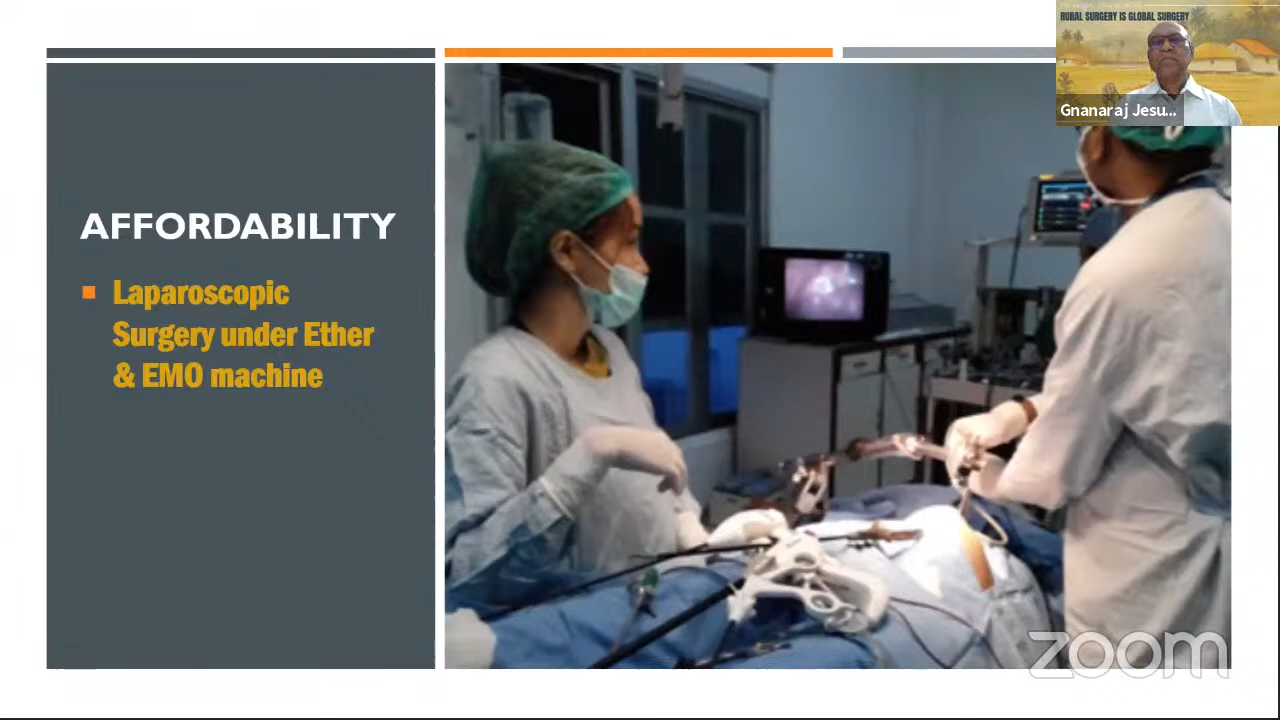 RURAL SURGERY IS GLOBAL SURGERY
Gnanaraj Jesu...
AFFORDABILITY
Laparoscopic
Surgery under Ether
& EMO machine
zoom